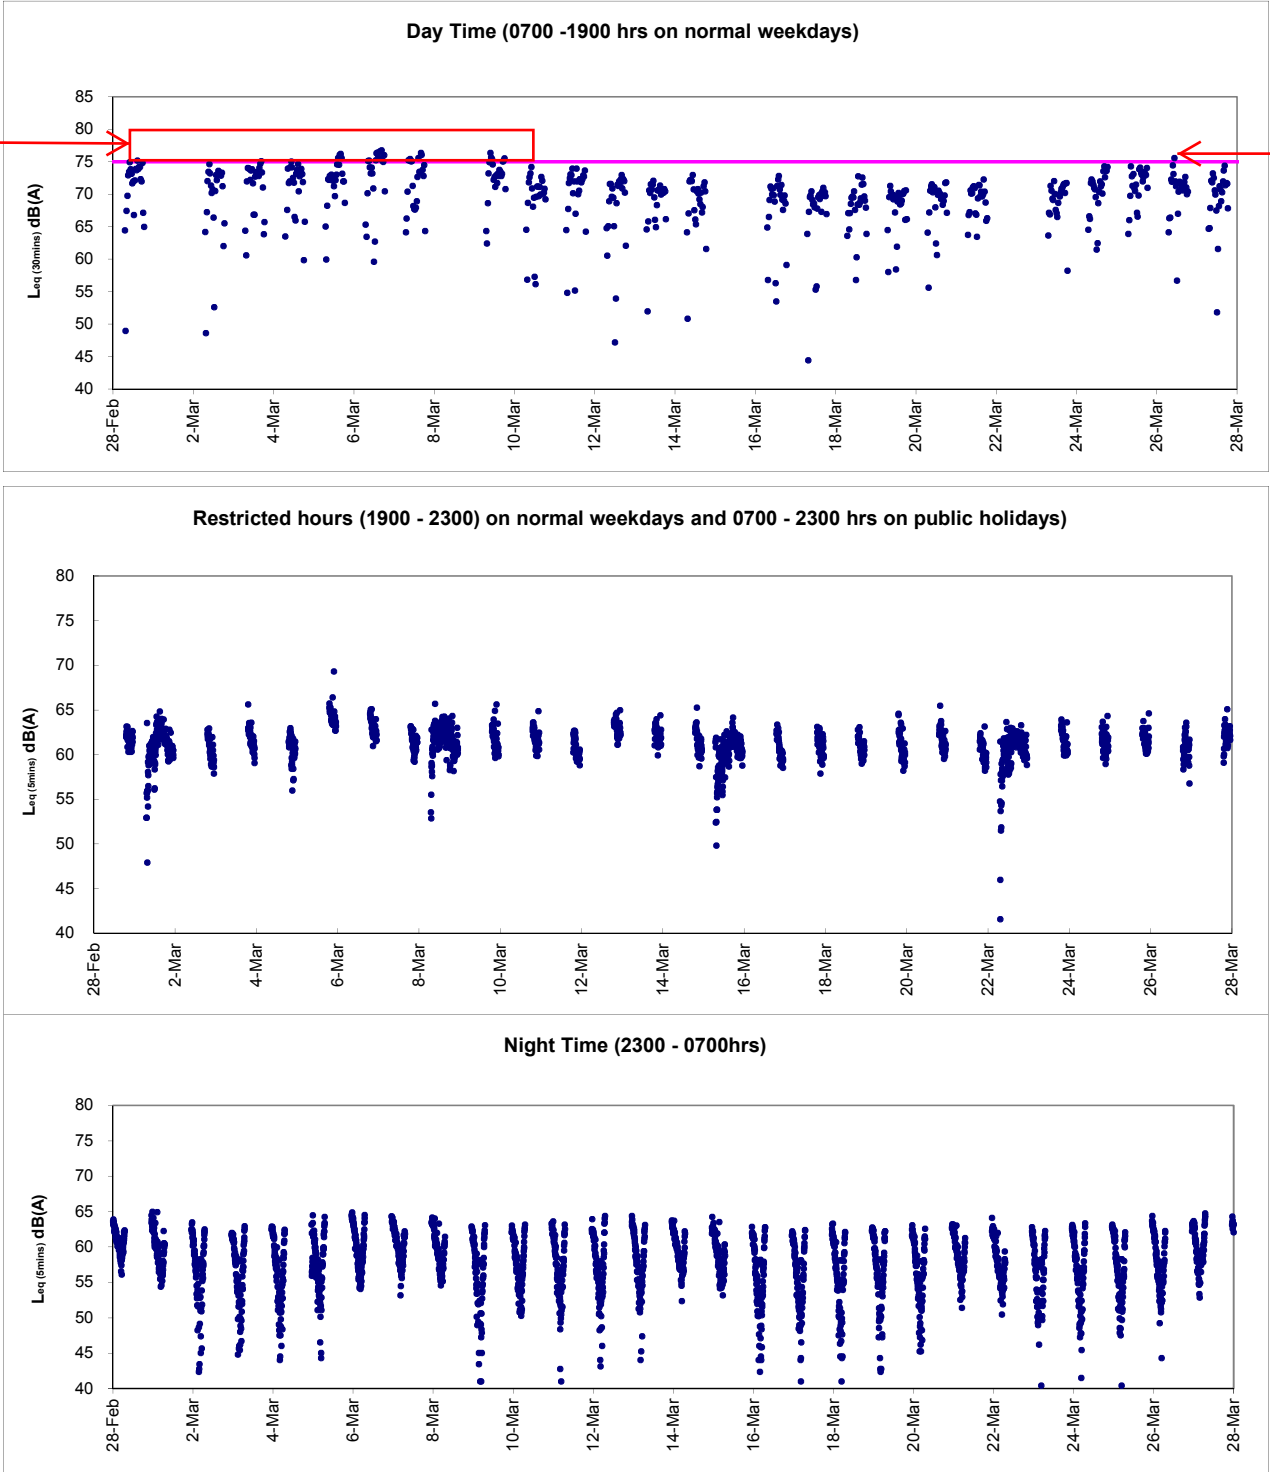 Day Time (0700 -1900 hrs on normal weekdays)
85
80
75
70
65
60
55
50
45
40
Leq (30mins) dB(A)
28-Feb
2-Mar
4-Mar
6-Mar
8-Mar
10-Mar
12-Mar
14-Mar
16-Mar
18-Mar
20-Mar
22-Mar
24-Mar
26-Mar
28-Mar
Restricted hours (1900 - 2300) on normal weekdays and 0700 - 2300 hrs on public holidays)
80
75
70
65
60
55
50
45
40
Leq (5mins) dB(A)
28-Feb
2-Mar
4-Mar
6-Mar
8-Mar
10-Mar
12-Mar
14-Mar
16-Mar
18-Mar
20-Mar
22-Mar
24-Mar
26-Mar
28-Mar
Night Time (2300 - 0700hrs)
80
75
70
65
60
55
50
45
40
Leq (5mins) dB(A)
28-Feb
2-Mar
4-Mar
6-Mar
8-Mar
10-Mar
12-Mar
14-Mar
16-Mar
18-Mar
20-Mar
22-Mar
24-Mar
26-Mar
28-Mar